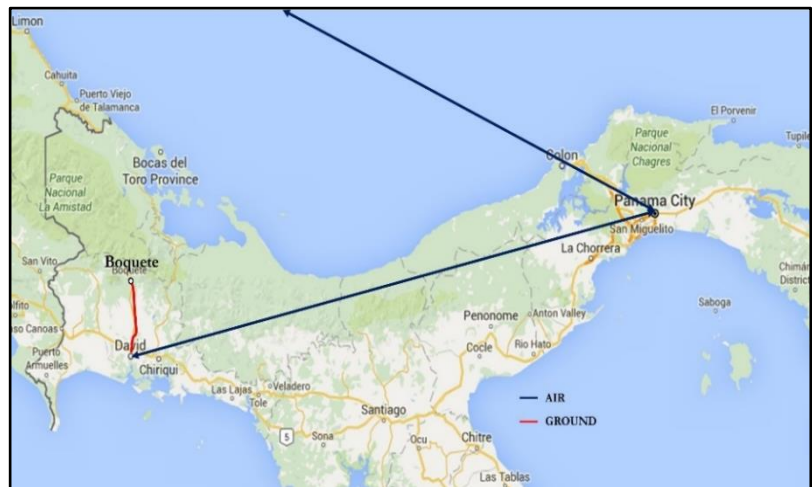 Limon
Cahuita
Puerto Viejo
de Talamanca
Bocas del
Toro Province
Parque
Nacional
La Amistad
El Porvenir
Parque
Nacional
Chagres
Tupile
Colon
Panama City
San Miguelito
La Chorrera
San Vito
Boquete
Boquete
Chimán
District
Saboga
Penonome
Anton Valley
Golfito
Paso Canoas
David
Puerto
Armuelles
Chiriqui
Cocle
Rio Hato
Las Lajas
Veladero
Tole
AIR
Santiago
GROUND
5
Sona
Ocu
Chitre
Las Tablas